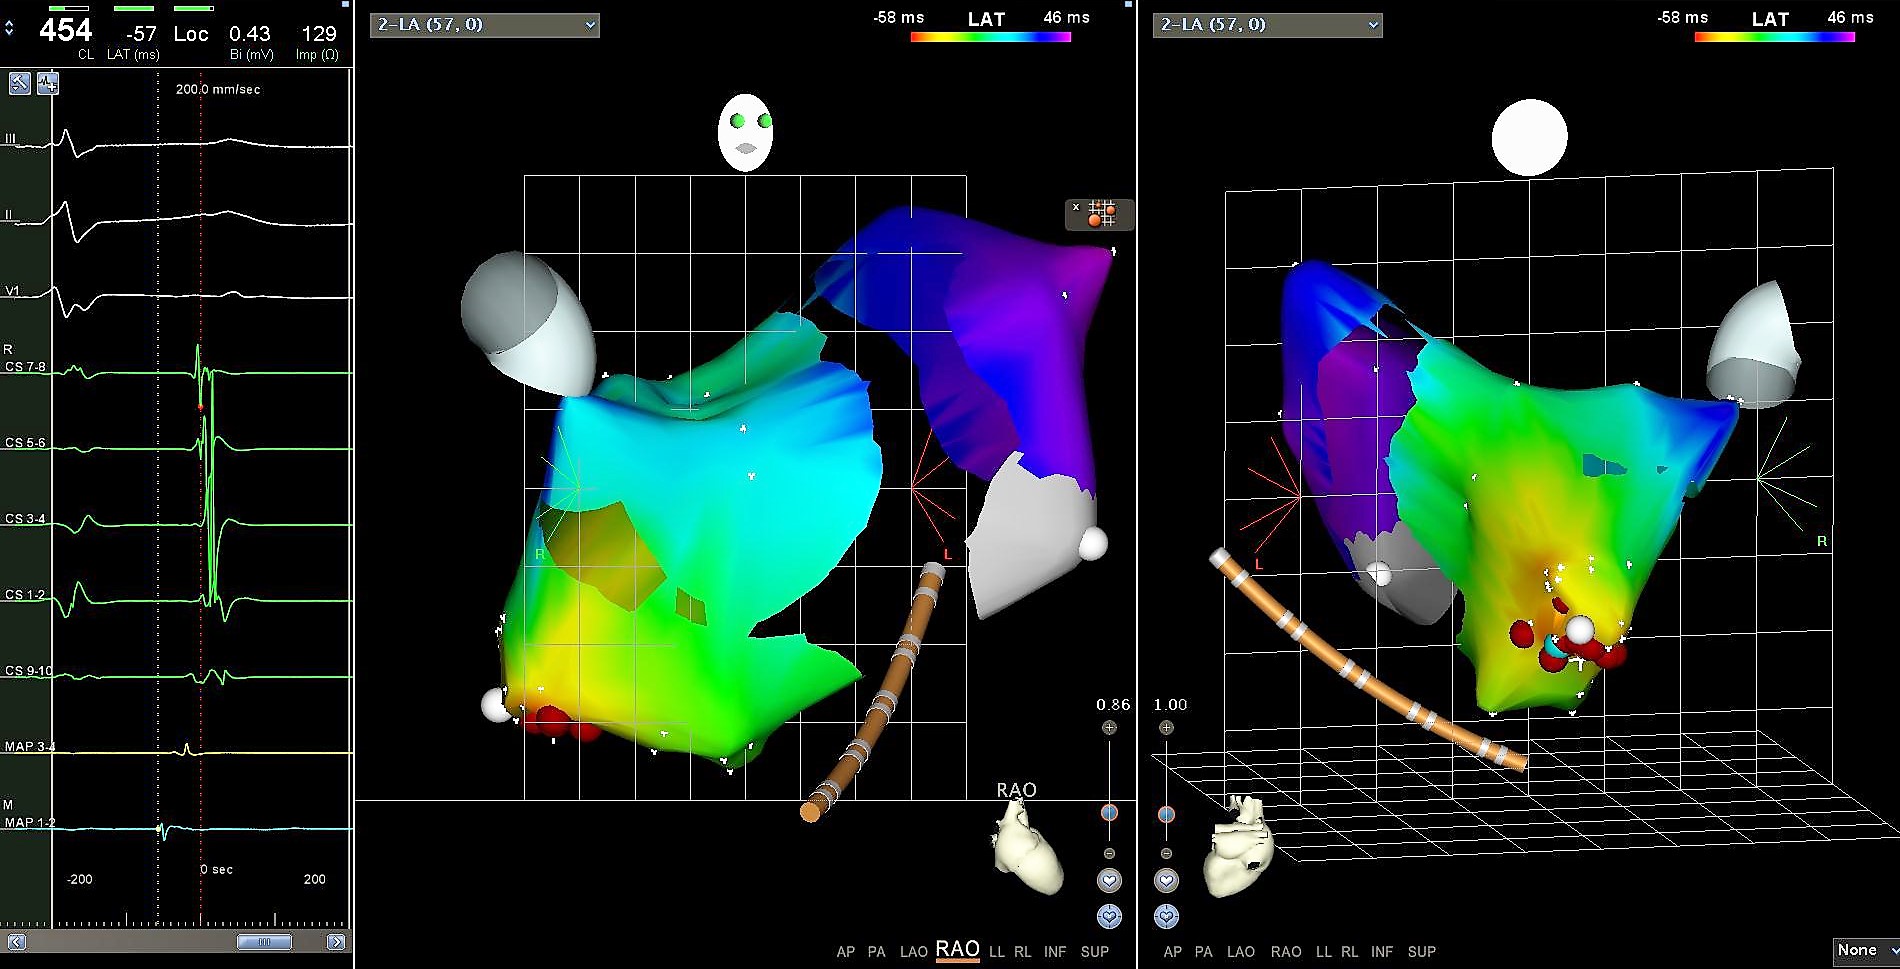 454 -57 Loc 0.43 129
CL LAT (ms) Bi (mV) Imp (Ω)
200.0 mm/sec
III
II
V1
R
CS 7-8
CS 5-6
CS 3-4
CS 1-2
CS 9-10
MAP 3-4
M
MAP 1-2
0 sec
-200 200
2-LA (57, 0)
-58 ms LAT 46 ms
x
R
L
0.86
RAO
AP PA LAO RAO LL RL INF SUP
2-LA (57, 0)
-58 ms LAT 46 ms
R
L
1.00
AP PA LAO RAO LL RL INF SUP
None